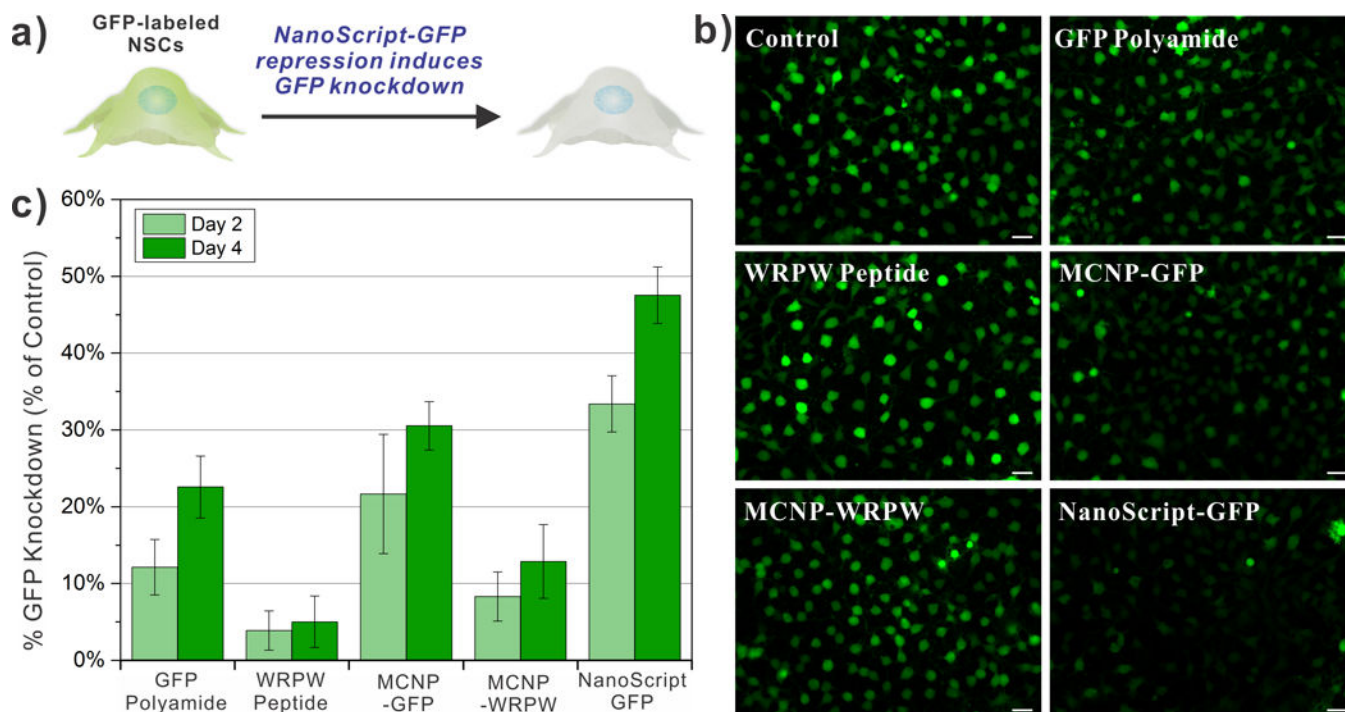 a)
GFP-labeled
NSCs
NanoScript-GFP
repression induces
GFP knockdown
b)
Control
GFP Polyamide
WRPW Peptide
MCNP-GFP
MCNP-WRPW
NanoScript-GFP
c)
% GFP Knockdown (% of Control)
60%
50%
40%
30%
20%
10%
0%
Day 2
Day 4
GFP
Polyamide
WRPW
Peptide
MCNP
-GFP
MCNP
-WRPW
NanoScript
GFP